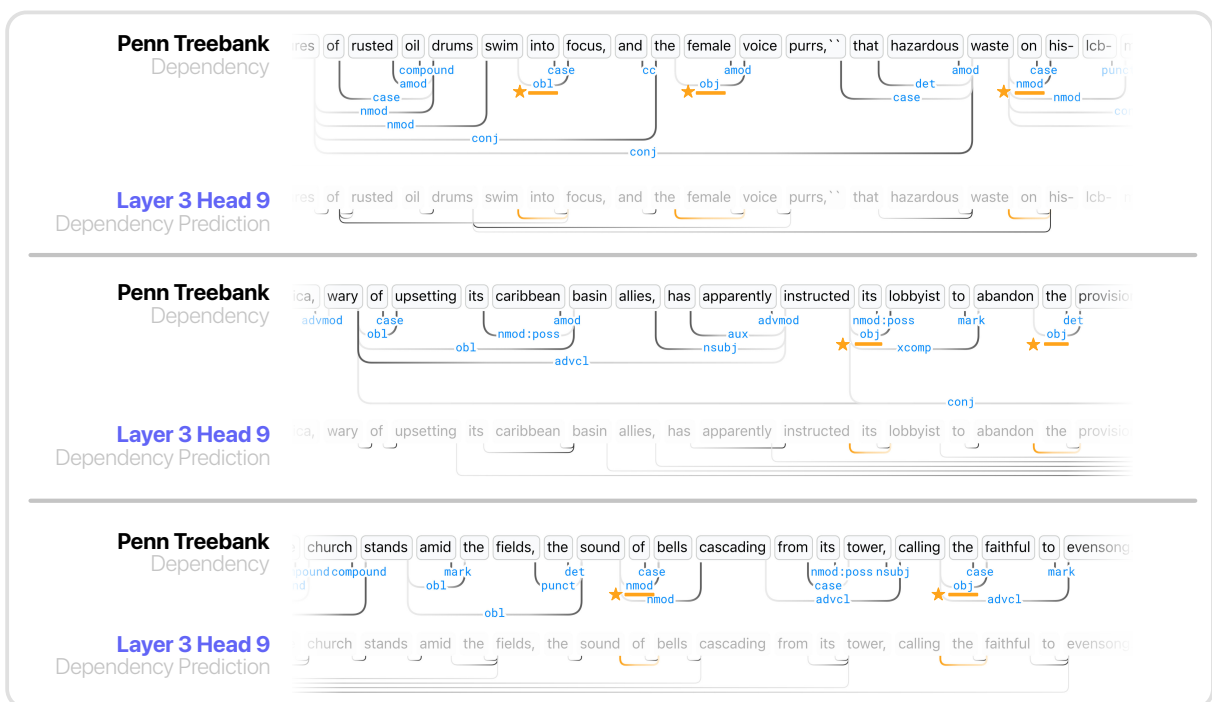 Penn Treebank
Dependency
of rusted oil drums swim into focus, and the female voice purrs,`` that hazardous waste on his- lcb-
compound case cc amod amod case
amod obl obj det nmod
case case nmod
nmod
nmod
conj
conj
Layer 3 Head 9
Dependency Prediction
of rusted oil drums swim into focus, and the female voice purrs,`` that hazardous waste on his- lcb-
Penn Treebank
Dependency
wary of upsetting its caribbean basin allies, has apparently instructed its lobbyist to abandon the
advmod case amod advmod nmod:poss mark det
obl nmod:poss aux obj obj
obl nsubj xcomp
advcl
conj
Layer 3 Head 9
Dependency Prediction
wary of upsetting its caribbean basin allies, has apparently instructed its lobbyist to abandon the
Penn Treebank
Dependency
church stands amid the fields, the sound of bells cascading from its tower, calling the faithful to evensong
compound mark det case nmod:poss nsubj case mark
obl punct nmod case obj
nmod advcl advcl
obl
Layer 3 Head 9
Dependency Prediction
church stands amid the fields, the sound of bells cascading from its tower, calling the faithful to evensong